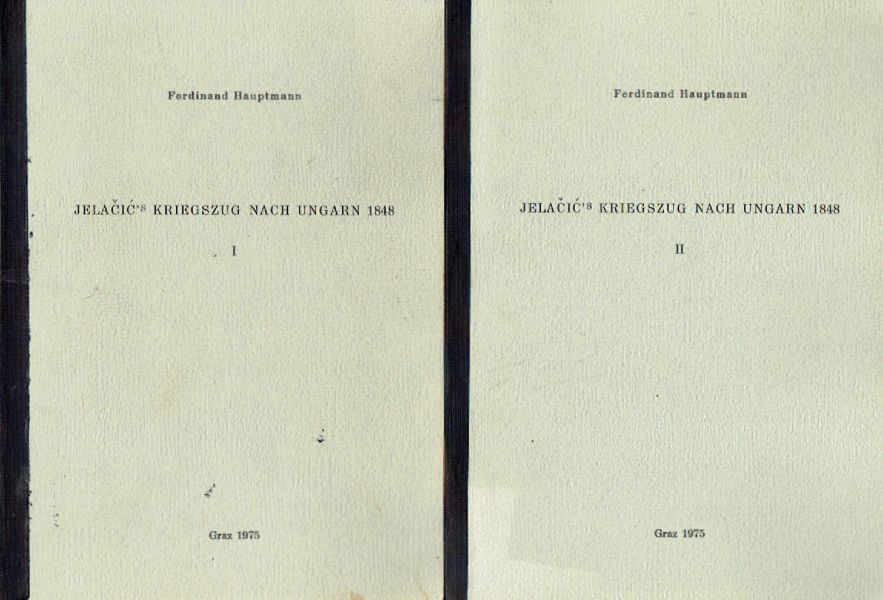 Ferdinand Hauptmann
JELAČIĆ'S KRIEGSZUG NACH UNGARN 1848
I
Graz 1975
Ferdinand Hauptmann
JELAČIĆ'S KRIEGSZUG NACH UNGARN 1848
II
Graz 1975